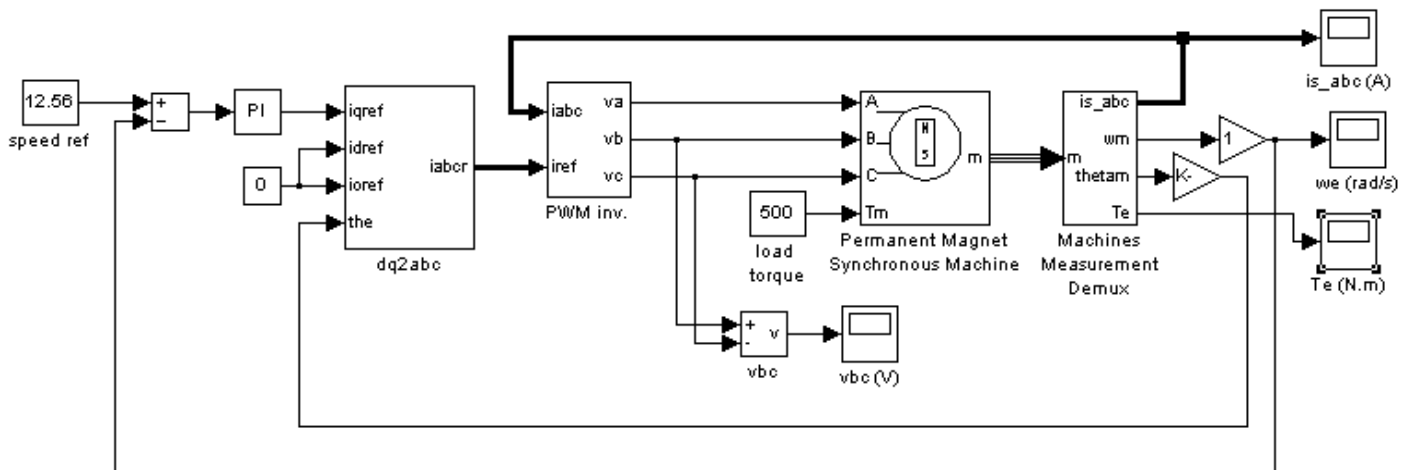 12.56
speed ref
+
−
PI
0
iqref
idref
ioref
the
iabcr
dq2abc
iabc
iref
va
vb
vc
PWM inv.
500
load
torque
A
B
C
Tm
N
S
m
Permanent Magnet
Synchronous Machine
m
is_abc
wm
thetam
Te
Machines
Measurement
Demux
1
K-
is_abc (A)
we (rad/s)
Te (N.m)
+
-
v
vbc
vbc (V)